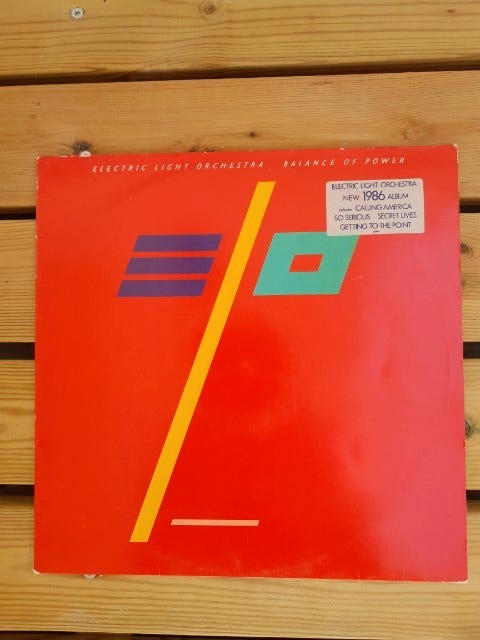 ELECTRIC LIGHT ORCHESTRA BALANCE OF POWER
ELECTRIC LIGHT ORCHESTRA
NEW 1986 ALBUM
includes CALLING AMERICA
SO SERIOUS SECRET LIVES
GETTING TO THE POINT